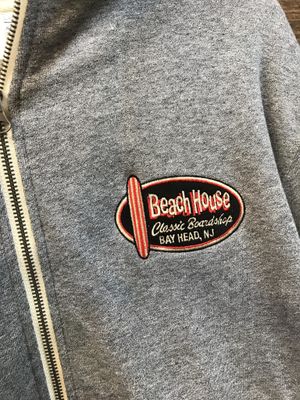 Beach House
Classic Boardshop
BAY HEAD, NJ